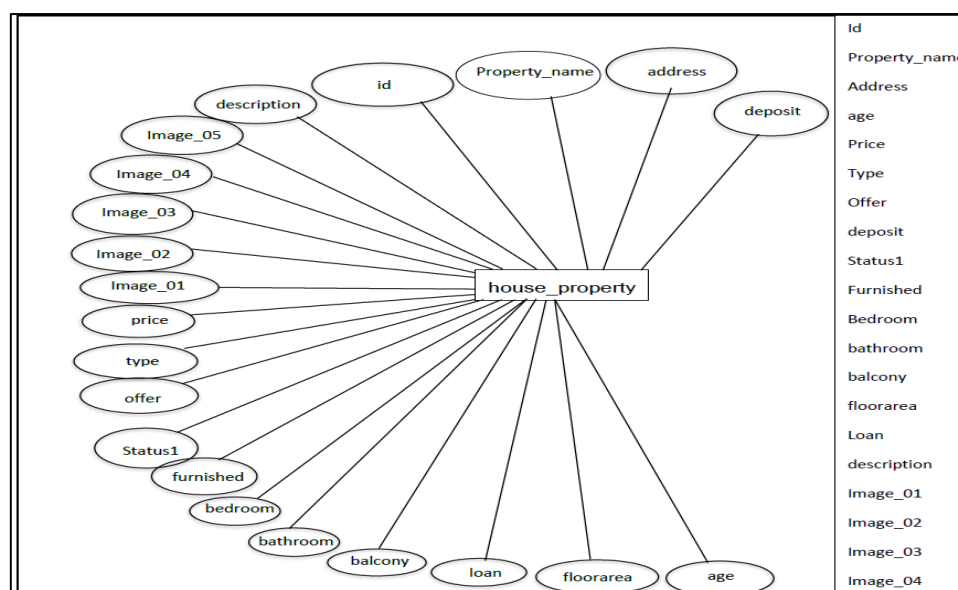 id
Property_name
address
deposit
description
Image_05
Image_04
Image_03
Image_02
Image_01
price
type
offer
Status1
furnished
bedroom
bathroom
balcony
loan
floorarea
age
house_property
Id
Property_name
Address
age
Price
Type
Offer
deposit
Status1
Furnished
Bedroom
bathroom
balcony
floorarea
Loan
description
Image_01
Image_02
Image_03
Image_04